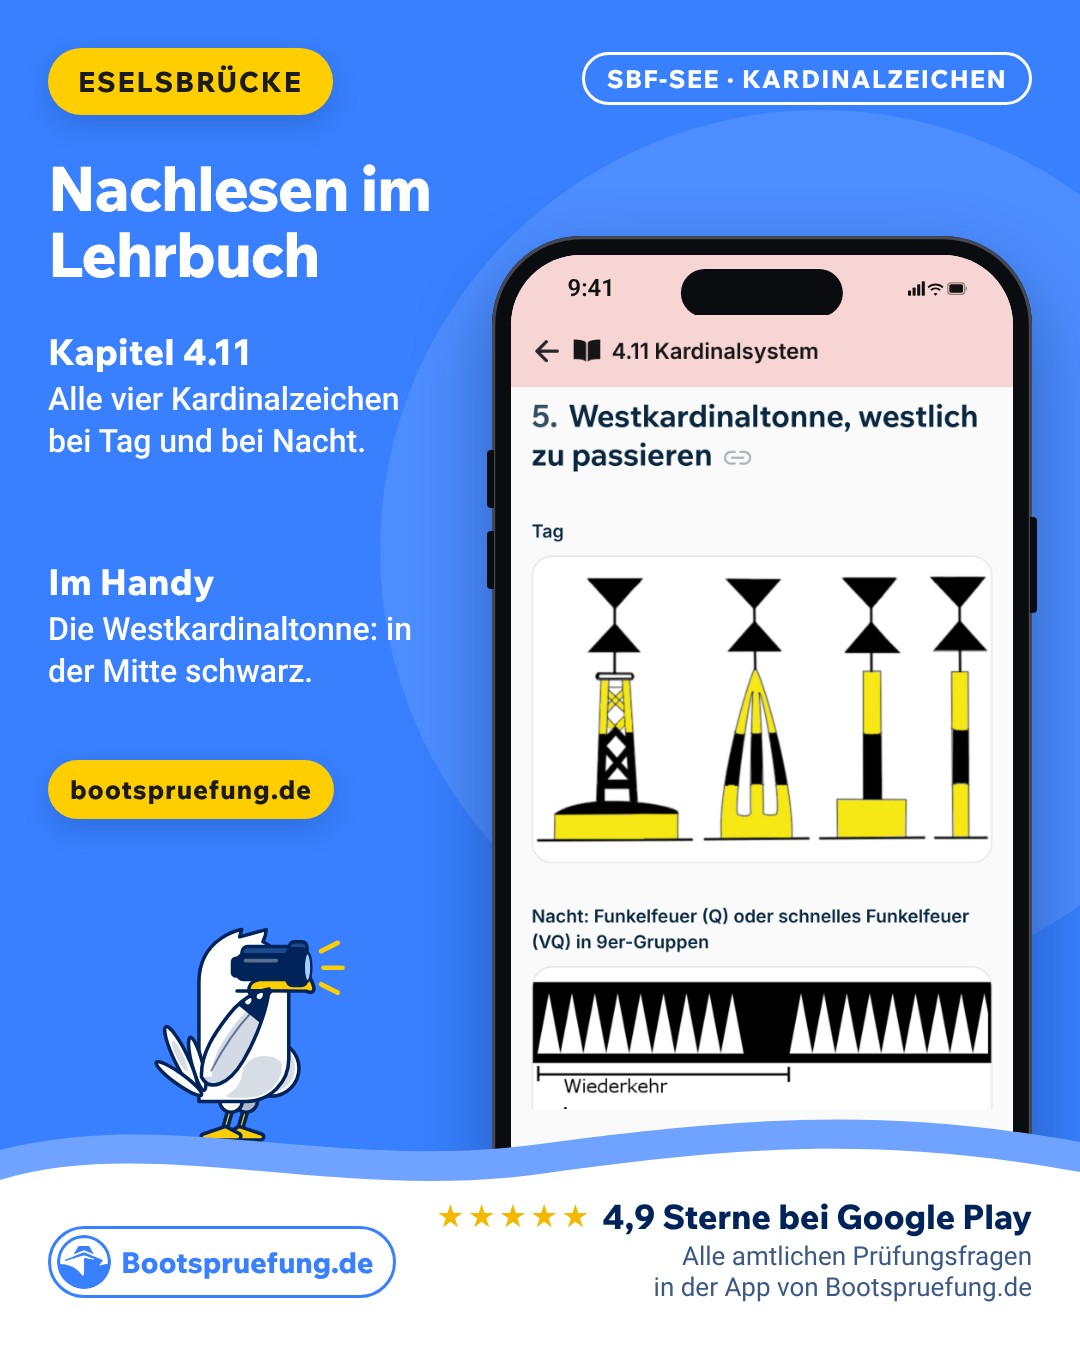 ESELSBRÜCKE
SBF-SEE · KARDINALZEICHEN
Nachlesen im
Lehrbuch
Kapitel 4.11
Alle vier Kardinalzeichen
bei Tag und bei Nacht.
Im Handy
Die Westkardinaltonne: in
der Mitte schwarz.
bootspruefung.de
9:41
4.11 Kardinalsystem
5. Westkardinaltonne, westlich
zu passieren
Tag
Nacht: Funkelfeuer (Q) oder schnelles Funkelfeuer
(VQ) in 9er-Gruppen
Wiederkehr
★★★★★ 4,9 Sterne bei Google Play
Alle amtlichen Prüfungsfragen
in der App von Bootspruefung.de
Bootspruefung.de